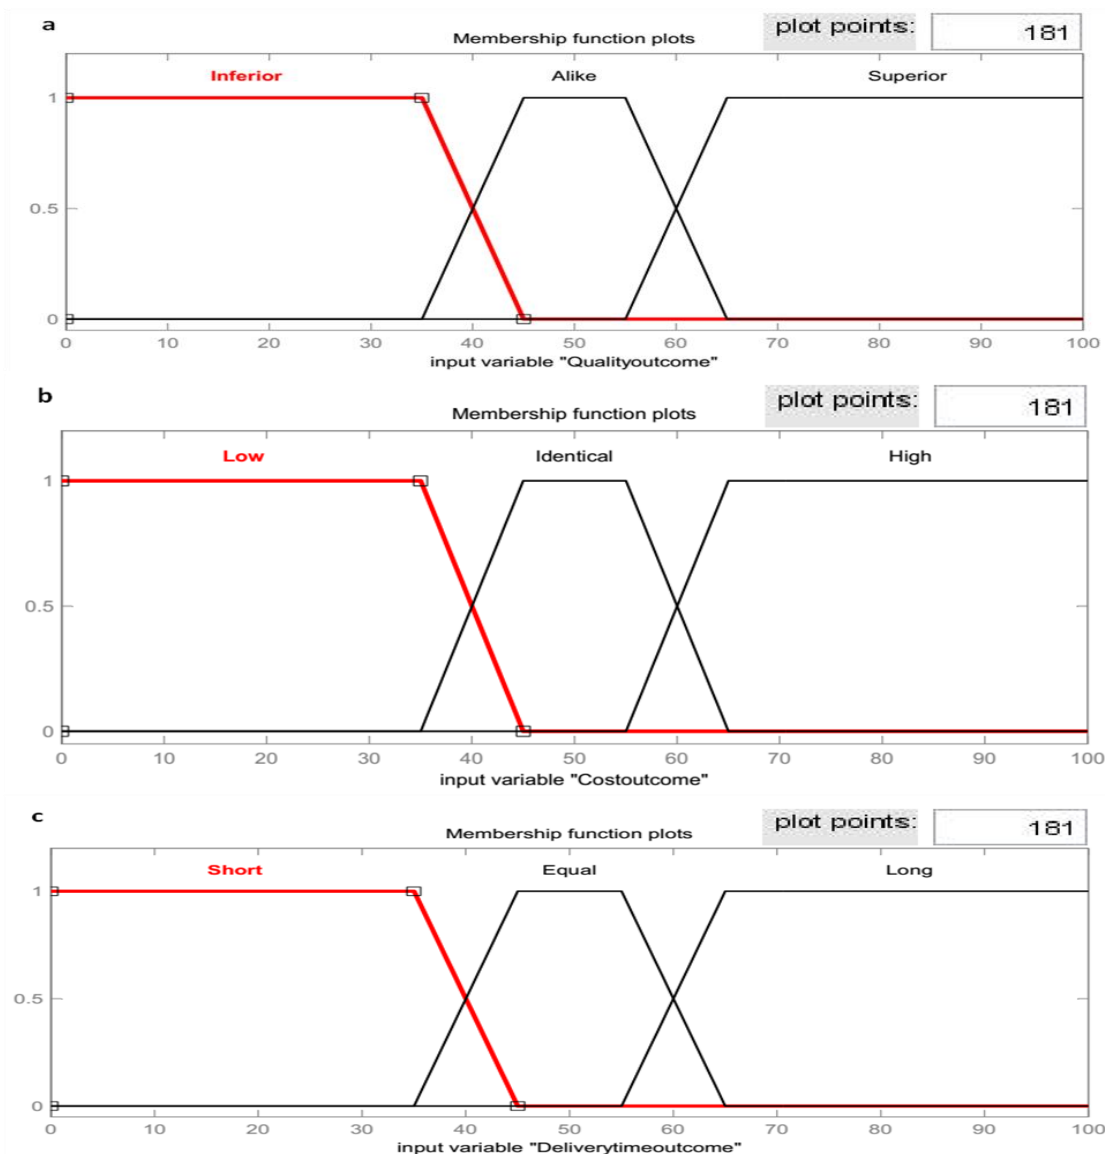 a
plot points: 181
Membership function plots
Inferior Alike Superior
1
0.5
0
0 10 20 30 40 50 60 70 80 90 100
input variable "Qualityoutcome"
b
plot points: 181
Membership function plots
Low Identical High
1
0.5
0
0 10 20 30 40 50 60 70 80 90 100
input variable "Costoutcome"
c
plot points: 181
Membership function plots
Short Equal Long
1
0.5
0
0 10 20 30 40 50 60 70 80 90 100
input variable "Deliverytimeoutcome"